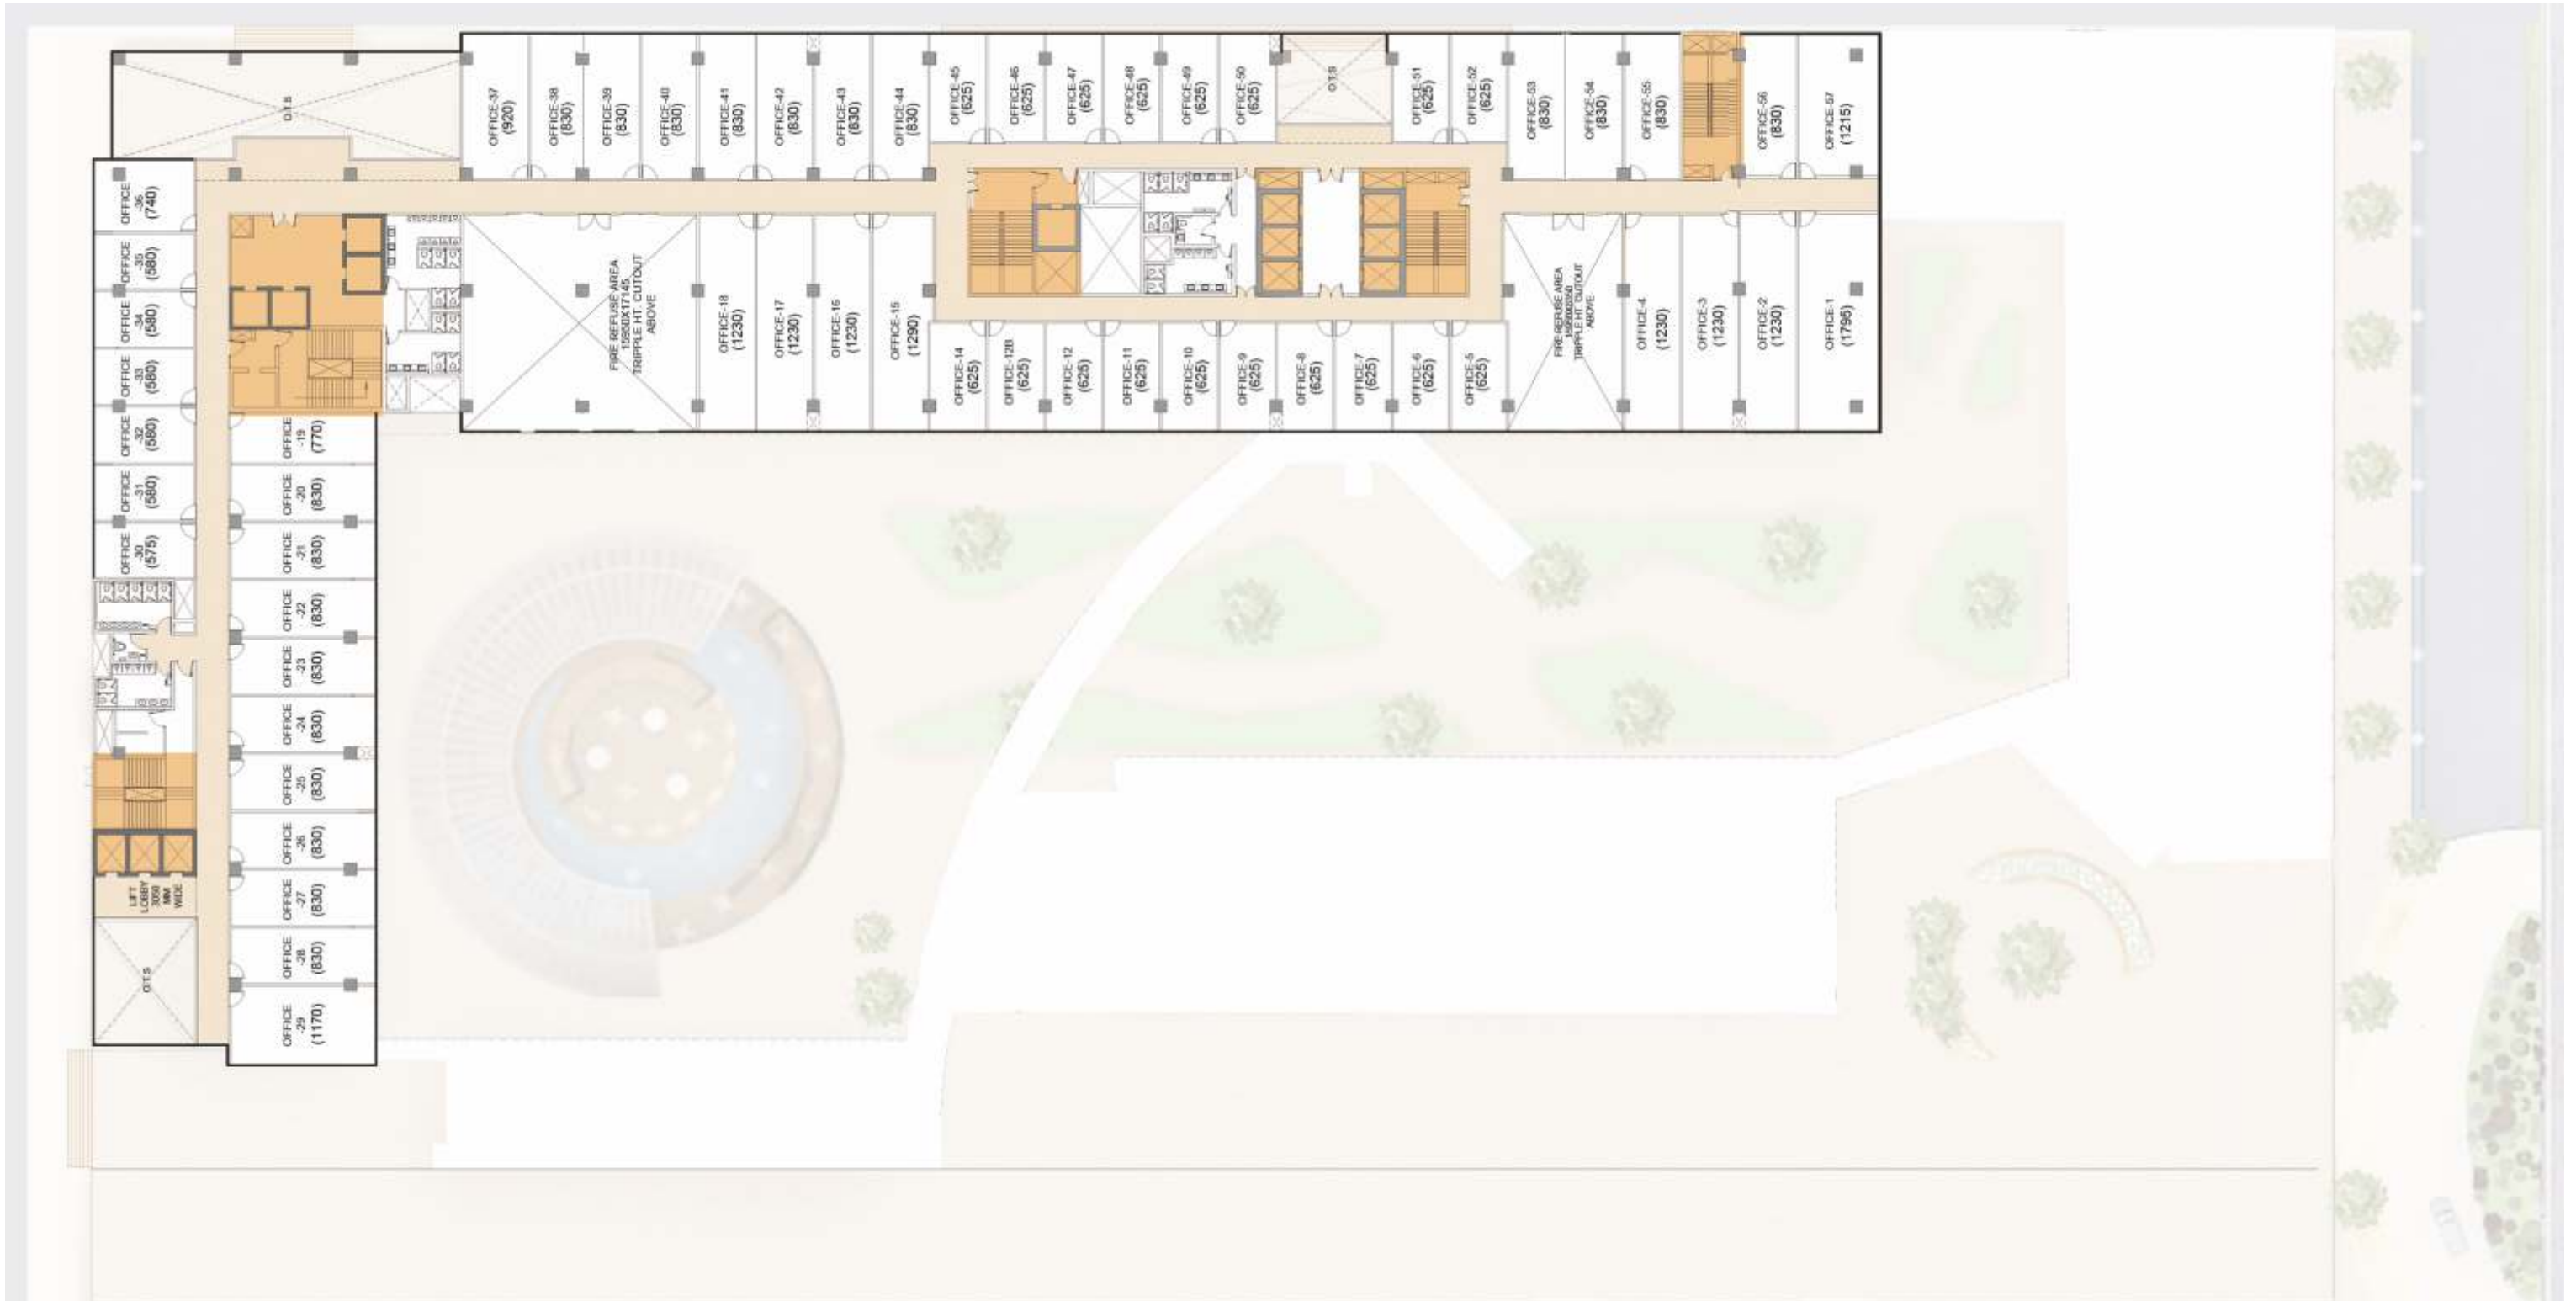 O.T.S
OFFICE-37
(920)
OFFICE-38
(830)
OFFICE-39
(830)
OFFICE-40
(830)
OFFICE-41
(830)
OFFICE-42
(830)
OFFICE-43
(830)
OFFICE-44
(830)
OFFICE-45
(625)
OFFICE-46
(625)
OFFICE-47
(625)
OFFICE-48
(625)
OFFICE-49
(625)
OFFICE-50
(625)
O.T.S
OFFICE-51
(625)
OFFICE-52
(625)
OFFICE-53
(830)
OFFICE-54
(830)
OFFICE-55
(830)
OFFICE-56
(830)
OFFICE-57
(1215)
OFFICE
-36
(740)
OFFICE
-35
(580)
OFFICE
-34
(580)
OFFICE
-33
(580)
OFFICE
-32
(580)
OFFICE
-31
(580)
OFFICE
-30
(575)
FIRE REFUSE AREA
15950X17145
TRIPPLE HT. CUTOUT
ABOVE
OFFICE-18
(1230)
OFFICE-17
(1230)
OFFICE-16
(1230)
OFFICE-15
(1290)
OFFICE-14
(625)
OFFICE-12B
(625)
OFFICE-12
(625)
OFFICE-11
(625)
OFFICE-10
(625)
OFFICE-9
(625)
OFFICE-8
(625)
OFFICE-7
(625)
OFFICE-6
(625)
OFFICE-5
(625)
FIRE REFUSE AREA
TRIPPLE HT. CUTOUT
ABOVE
OFFICE-4
(1230)
OFFICE-3
(1230)
OFFICE-2
(1230)
OFFICE-1
(1795)
OFFICE
-19
(770)
OFFICE
-20
(830)
OFFICE
-21
(830)
OFFICE
-22
(830)
OFFICE
-23
(830)
OFFICE
-24
(830)
OFFICE
-25
(830)
OFFICE
-26
(830)
OFFICE
-27
(830)
OFFICE
-28
(830)
OFFICE
-29
(1170)
LIFT
LOBBY
3050
MM
WIDE
O.T.S